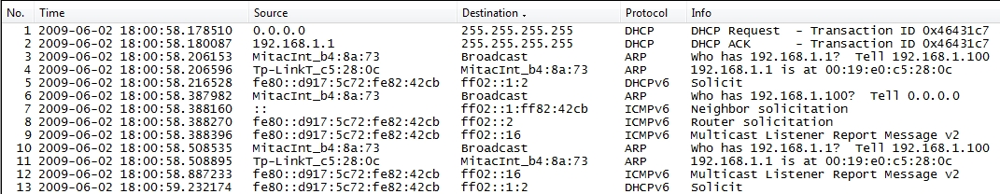 No. Time Source Destination Protocol Info
1 2009-06-02 18:00:58.178510 0.0.0.0 255.255.255.255 DHCP DHCP Request - Transaction ID 0x46431c7
2 2009-06-02 18:00:58.180087 192.168.1.1 255.255.255.255 DHCP DHCP ACK - Transaction ID 0x46431c7
3 2009-06-02 18:00:58.206153 MitacInt_b4:8a:73 Broadcast ARP Who has 192.168.1.1? Tell 192.168.1.100
4 2009-06-02 18:00:58.206596 Tp-LinkT_c5:28:0c MitacInt_b4:8a:73 ARP 192.168.1.1 is at 00:19:e0:c5:28:0c
5 2009-06-02 18:00:58.216528 fe80::d917:5c72:fe82:42cb ff02::1:2 DHCPv6 Solicit
6 2009-06-02 18:00:58.387982 MitacInt_b4:8a:73 Broadcast ARP Who has 192.168.1.100? Tell 0.0.0.0
7 2009-06-02 18:00:58.388160 :: ff02::1:ff82:42cb ICMPv6 Neighbor solicitation
8 2009-06-02 18:00:58.388270 fe80::d917:5c72:fe82:42cb ff02::2 ICMPv6 Router solicitation
9 2009-06-02 18:00:58.388396 fe80::d917:5c72:fe82:42cb ff02::16 ICMPv6 Multicast Listener Report Message v2
10 2009-06-02 18:00:58.508535 MitacInt_b4:8a:73 Broadcast ARP Who has 192.168.1.1? Tell 192.168.1.100
11 2009-06-02 18:00:58.508895 Tp-LinkT_c5:28:0c MitacInt_b4:8a:73 ARP 192.168.1.1 is at 00:19:e0:c5:28:0c
12 2009-06-02 18:00:58.887233 fe80::d917:5c72:fe82:42cb ff02::16 ICMPv6 Multicast Listener Report Message v2
13 2009-06-02 18:00:59.232174 fe80::d917:5c72:fe82:42cb ff02::1:2 DHCPv6 Solicit